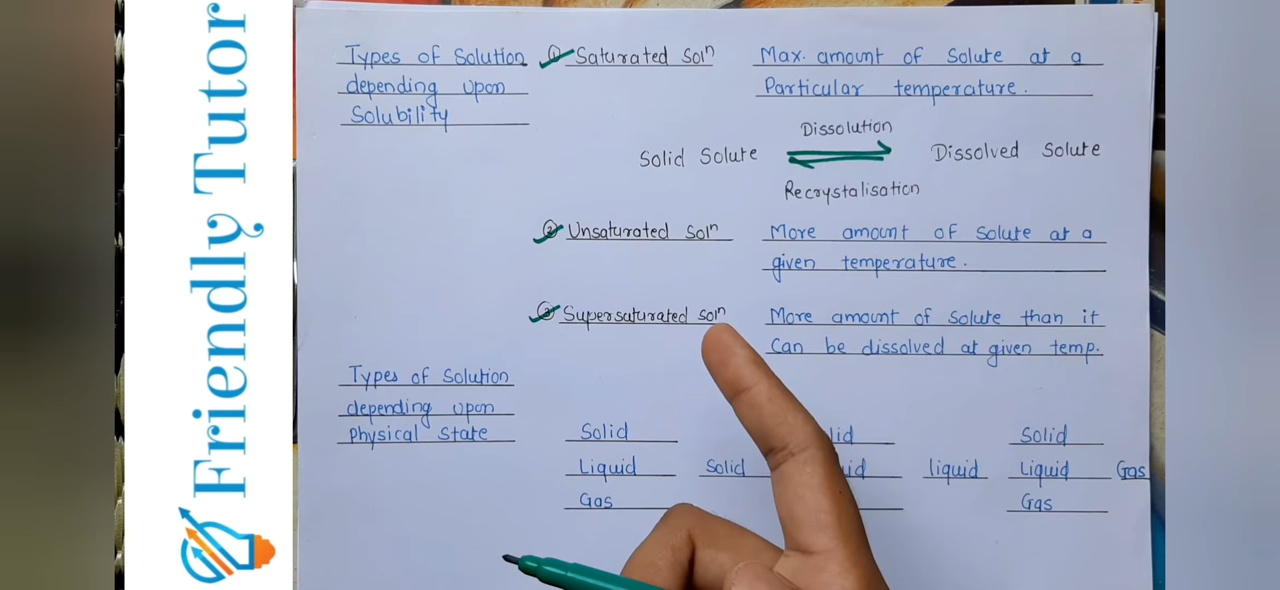 Friendly Tutor
Types of Solution
depending upon
Solubility
① Saturated Solⁿ
Max. amount of Solute at a
Particular temperature.
Dissolution
Solid Solute
Dissolved Solute
Recrystalisation
② Unsaturated Solⁿ
More amount of Solute at a
given temperature.
③ Supersaturated Solⁿ
More amount of Solute than it
Can be dissolved at given temp.
Types of Solution
depending upon
Physical State
Solid
Solid
Liquid Solid liquid Liquid Gas
Gas
Gas